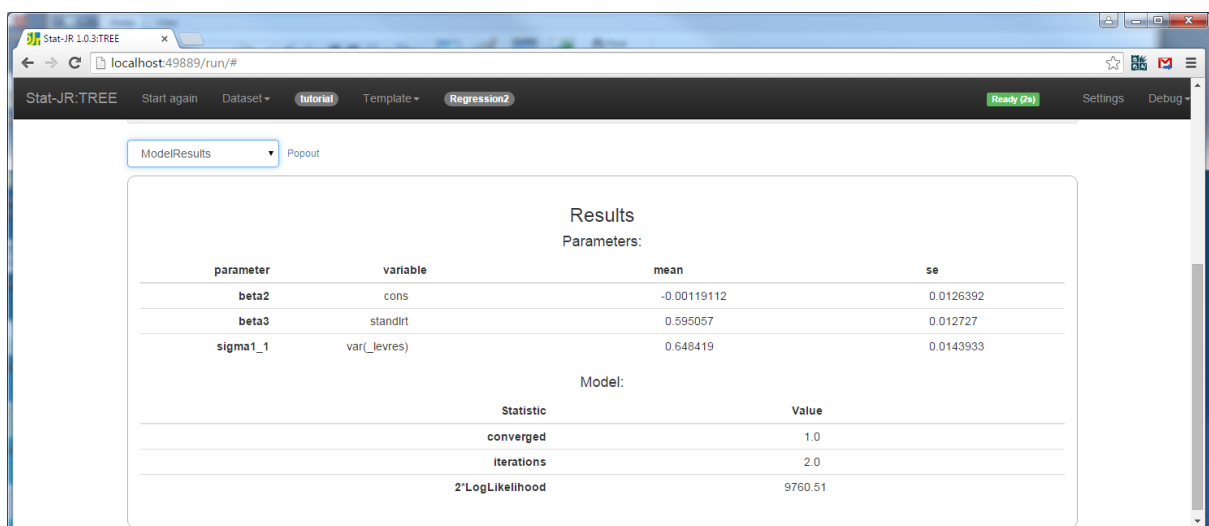 Stat-JR 1.0.3:TREE
localhost:49889/run/#
Stat-JR:TREE Start again Dataset tutorial Template Regression2 Ready (2s) Settings Debug
ModelResults Popout
Results
Parameters:
parameter variable mean se
beta2 cons -0.00119112 0.0126392
beta3 standlrt 0.595057 0.012727
sigma1_1 var(_levres) 0.648419 0.0143933
Model:
Statistic Value
converged 1.0
iterations 2.0
2*LogLikelihood 9760.51